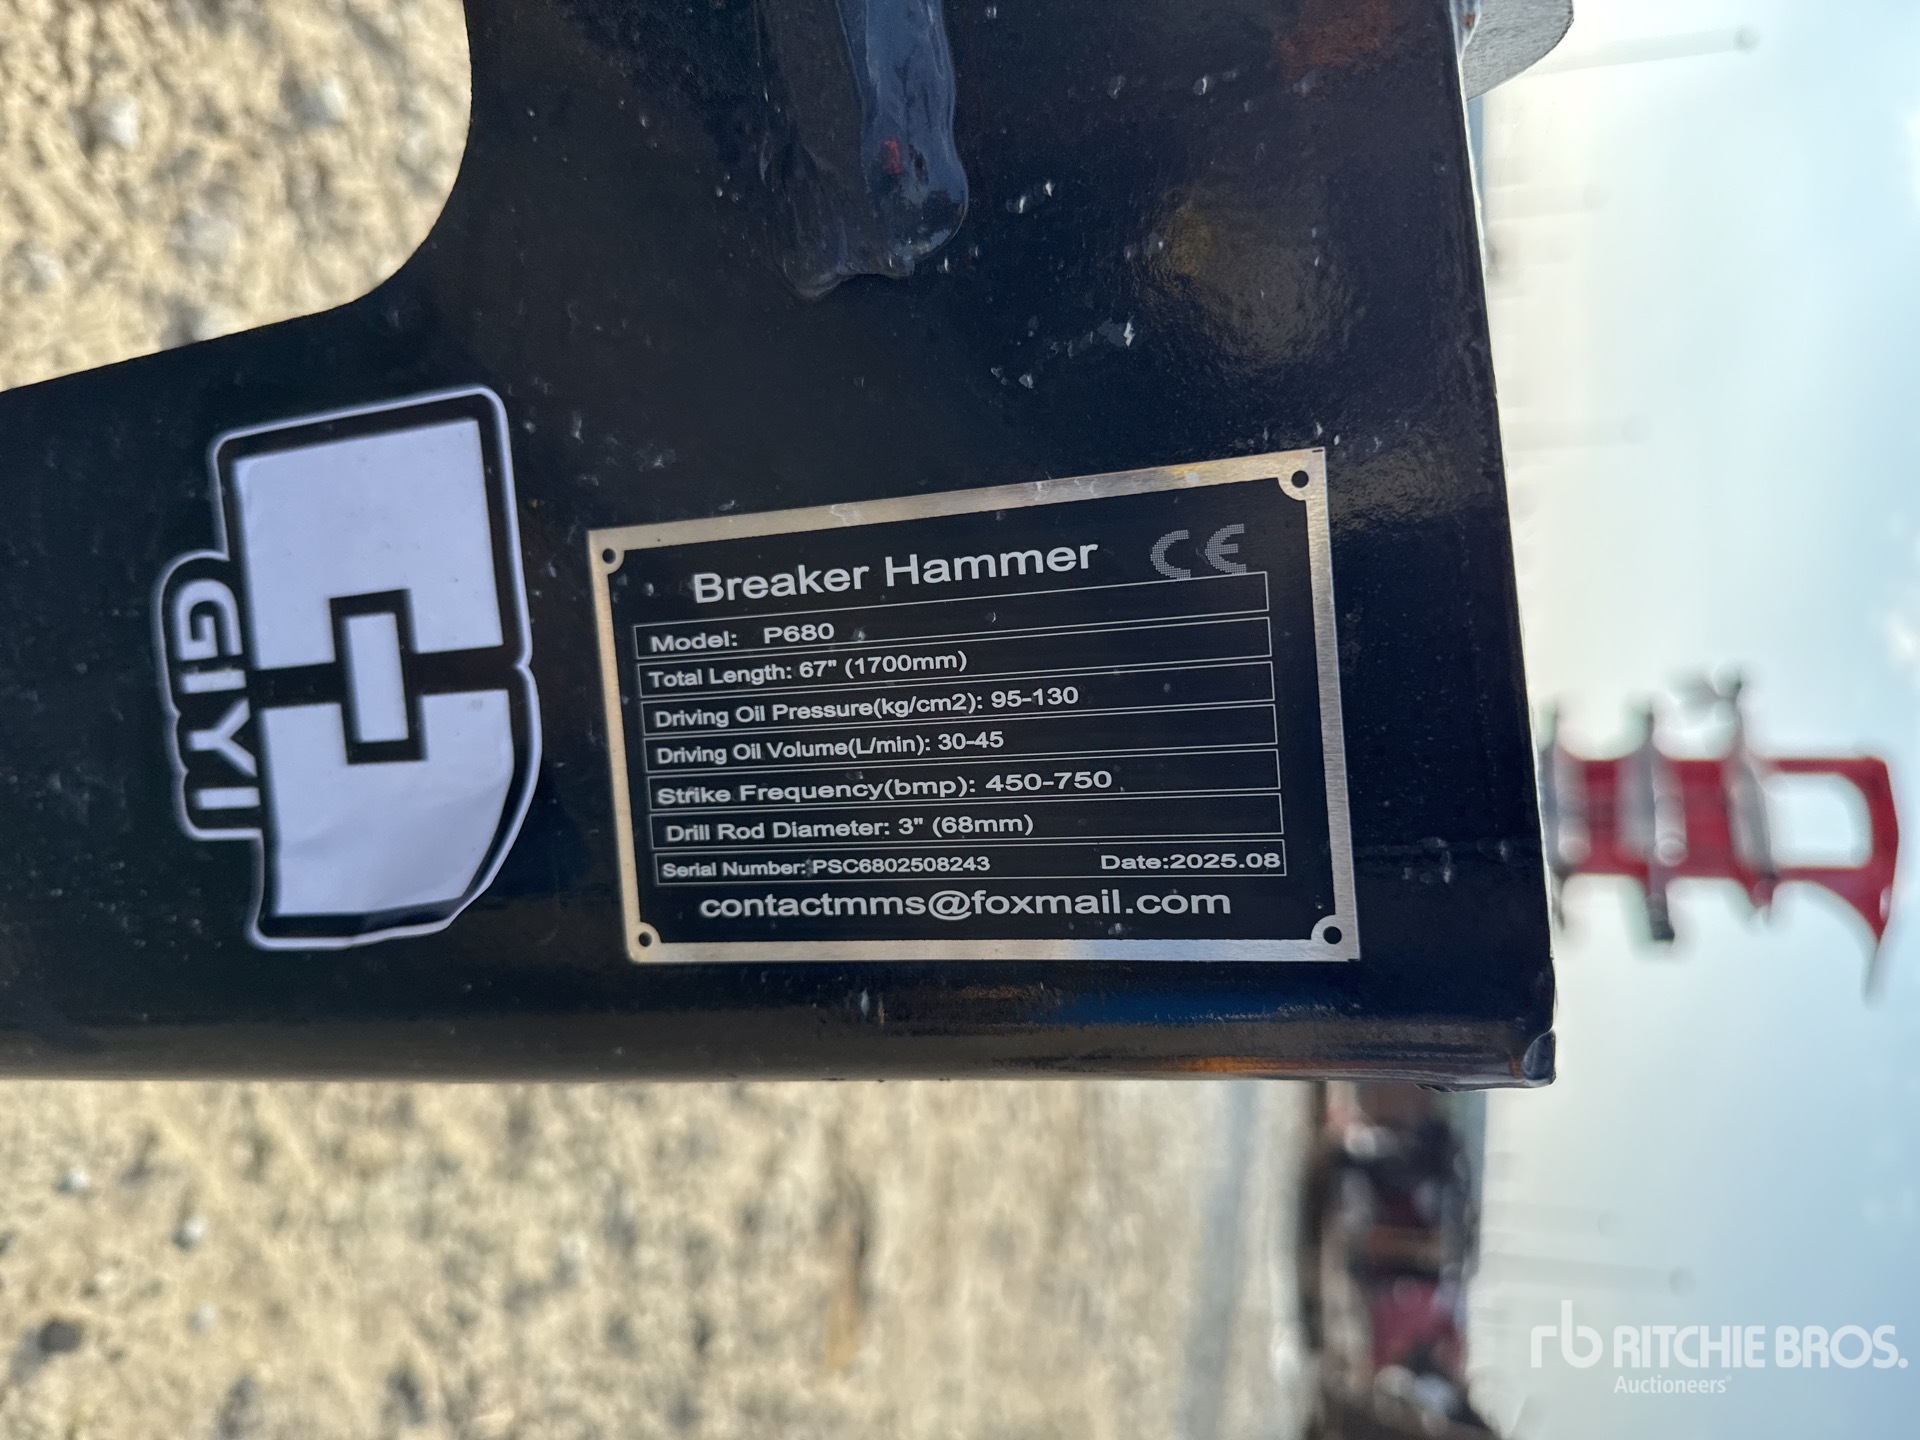 GIYI
Breaker Hammer CE
Model: P680
Total Length: 67" (1700mm)
Driving Oil Pressure(kg/cm2): 95-130
Driving Oil Volume(L/min): 30-45
Strike Frequency(bmp): 450-750
Drill Rod Diameter: 3" (68mm)
Serial Number: PSC6802508243 Date:2025.08
contactmms@foxmail.com
rb RITCHIE BROS.
Auctioneers